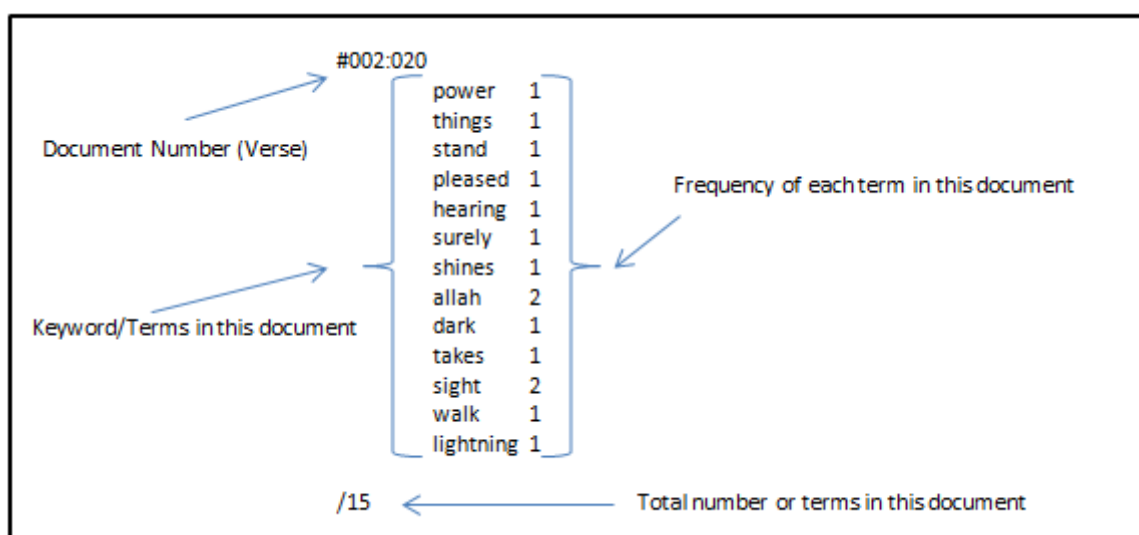 #002:020
power 1
things 1
Document Number (Verse)
stand 1
pleased 1
Frequency of each term in this document
hearing 1
surely 1
shines 1
allah 2
Keyword/Terms in this document
dark 1
takes 1
sight 2
walk 1
lightning 1
/15
Total number or terms in this document